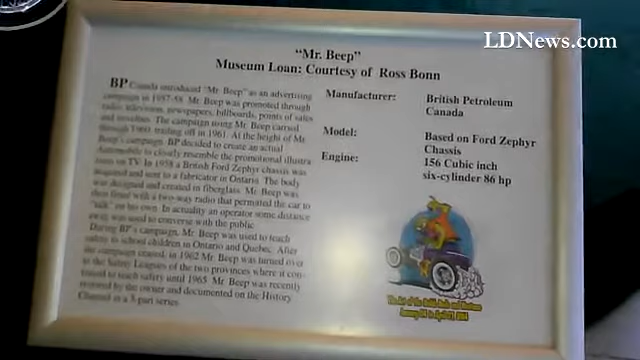 LDNews.com
"Mr. Beep"
Museum Loan: Courtesy of Ross Bonn
BP Canada introduced "Mr. Beep" as an advertising
campaign in 1957-58. Mr. Beep was promoted through
radio, television, newspapers, billboards, points of sales
and novelties. The campaign using Mr. Beep carried
through 1960, trailing off in 1961. At the height of Mr
Beep's campaign, BP decided to create an actual
Automobile to closely resemble the promotional illustra
tions on TV. In 1958 a British Ford Zephyr chassis was
acquired and sent to a fabricator in Ontario. The body
was designed and created in fiberglass. Mr. Beep was
then fitted with a two-way radio that permitted the car to
"talk" on his own. In actuality an operator some distance
away was used to converse with the public
During BP's campaign, Mr. Beep was used to teach
safety to school children in Ontario and Quebec. After
the campaign ceased, in 1962 Mr. Beep was turned over
to the Safety Leagues of the two provinces where it con-
tinued to teach safety until 1965. Mr. Beep was recently
restored by the owner and documented on the History
Channel in a 3 part series
Manufacturer: British Petroleum
Canada
Model: Based on Ford Zephyr
Chassis
Engine: 156 Cubic inch
six-cylinder 86 hp